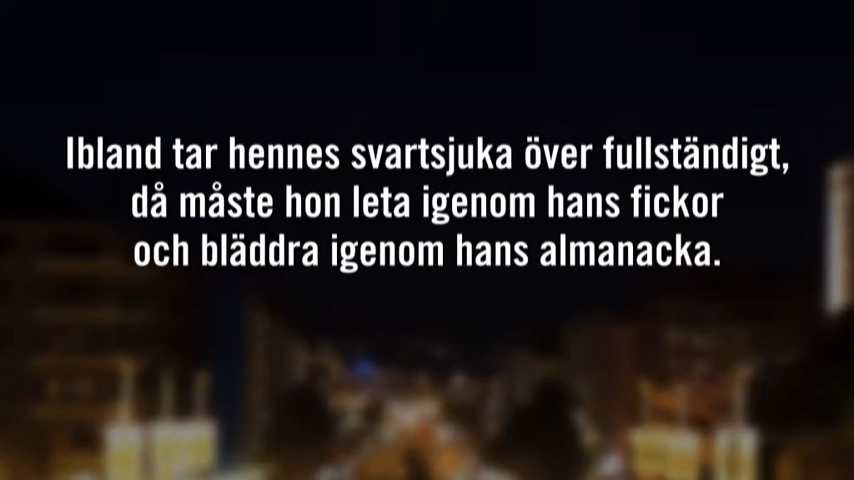 Ibland tar hennes svartsjuka över fullständigt,
då måste hon leta igenom hans fickor
och bläddra igenom hans almanacka.